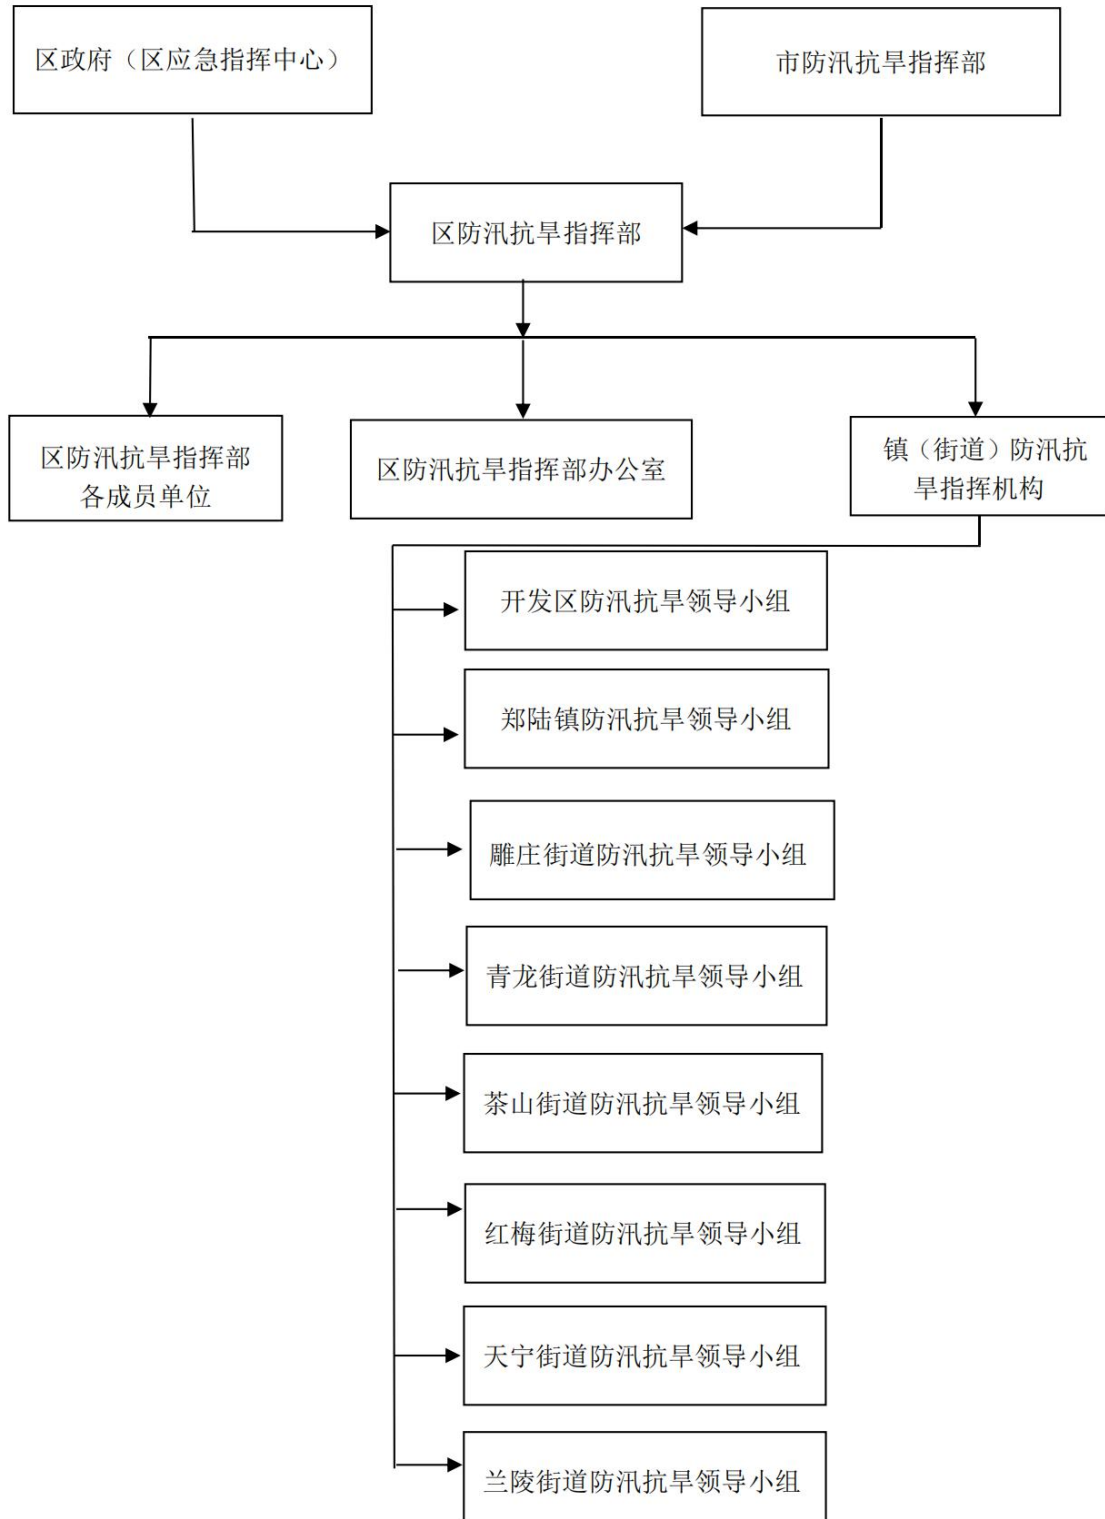 区政府（区应急指挥中心）
市防汛抗旱指挥部
区防汛抗旱指挥部
区防汛抗旱指挥部
各成员单位
区防汛抗旱指挥部办公室
镇（街道）防汛抗
旱指挥机构
开发区防汛抗旱领导小组
郑陆镇防汛抗旱领导小组
雕庄街道防汛抗旱领导小组
青龙街道防汛抗旱领导小组
茶山街道防汛抗旱领导小组
红梅街道防汛抗旱领导小组
天宁街道防汛抗旱领导小组
兰陵街道防汛抗旱领导小组